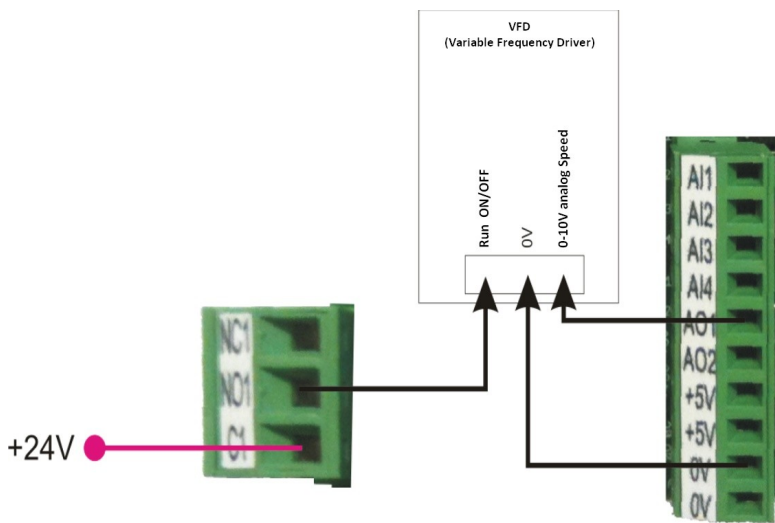 VFD
(Variable Frequency Driver)
Run ON/OFF
0V
0-10V analog Speed
AI1
AI2
AI3
AI4
AO1
AO2
+5V
+5V
0V
0V
NC1
NO1
C1
+24V